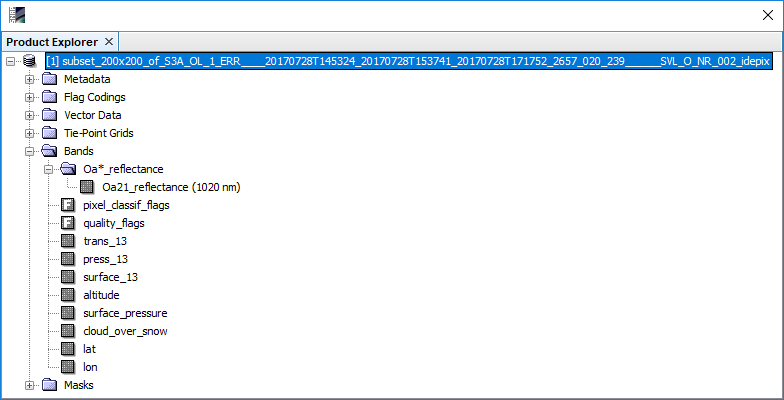 Product Explorer
[1] subset_200x200_of_S3A_OL_1_ERR____20170728T145324_20170728T153741_20170728T171752_2657_020_239______SVL_O_NR_002_idepix
Metadata
Flag Codings
Vector Data
Tie-Point Grids
Bands
Oa*_reflectance
Oa21_reflectance (1020 nm)
pixel_classif_flags
quality_flags
trans_13
press_13
surface_13
altitude
surface_pressure
cloud_over_snow
lat
lon
Masks